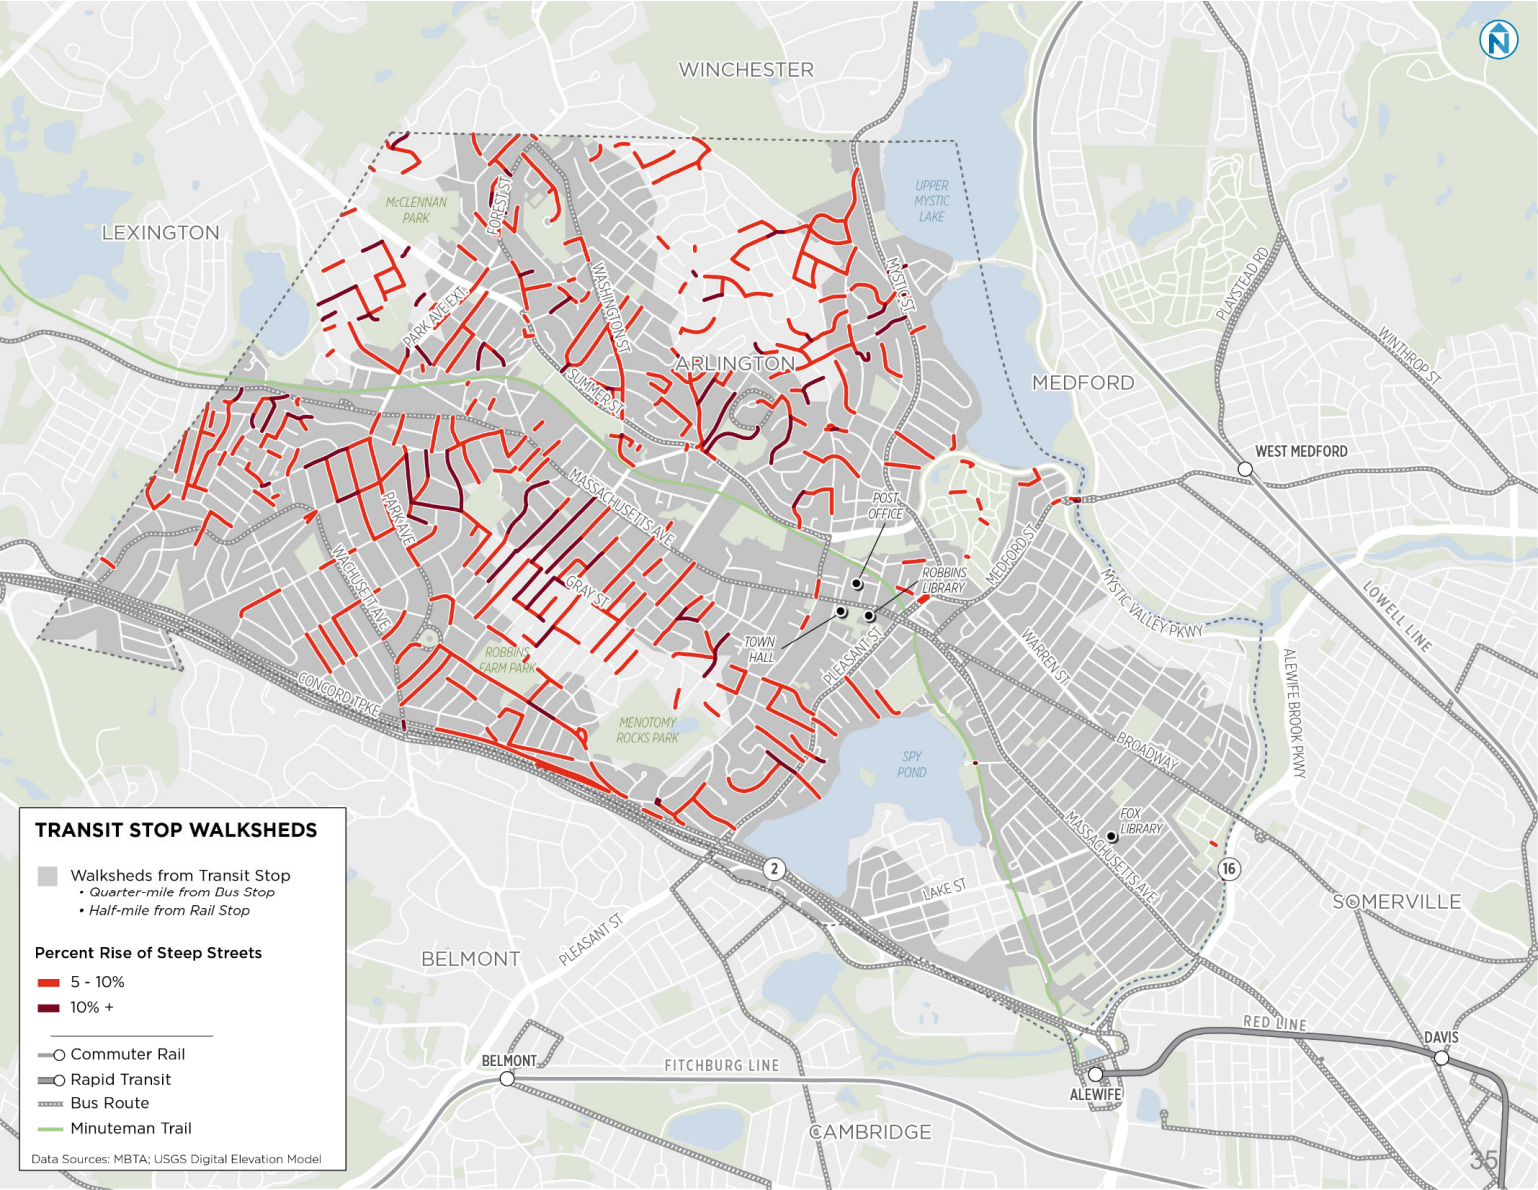 N
WINCHESTER
UPPER
MYSTIC
LAKE
McCLENNAN
PARK
FOREST ST
LEXINGTON
PLAYSTEAD RD
WASHINGTON ST
MYSTIC ST
PARK AVE EXT.
WINTHROP ST
ARLINGTON
MEDFORD
SUMMER ST
WEST MEDFORD
POST
OFFICE
MASSACHUSETTS AVE
PARK AVE
MEDFORD ST
ROBBINS
LIBRARY
GRAY ST
WACHUSETT AVE
MYSTIC VALLEY PKWY
LOWELL LINE
TOWN
HALL
PLEASANT ST
WARREN ST
ROBBINS
FARM PARK
ALEWIFE BROOK PKWY
CONCORD TPKE
MENOTOMY
ROCKS PARK
BROADWAY
SPY
POND
FOX
LIBRARY
MASSACHUSETTS AVE
2
16
LAKE ST
SOMERVILLE
PLEASANT ST
BELMONT
RED LINE
DAVIS
BELMONT
FITCHBURG LINE
ALEWIFE
CAMBRIDGE
TRANSIT STOP WALKSHEDS
Walksheds from Transit Stop
• Quarter-mile from Bus Stop
• Half-mile from Rail Stop
Percent Rise of Steep Streets
5 - 10%
10% +
Commuter Rail
Rapid Transit
Bus Route
Minuteman Trail
Data Sources: MBTA; USGS Digital Elevation Model
35